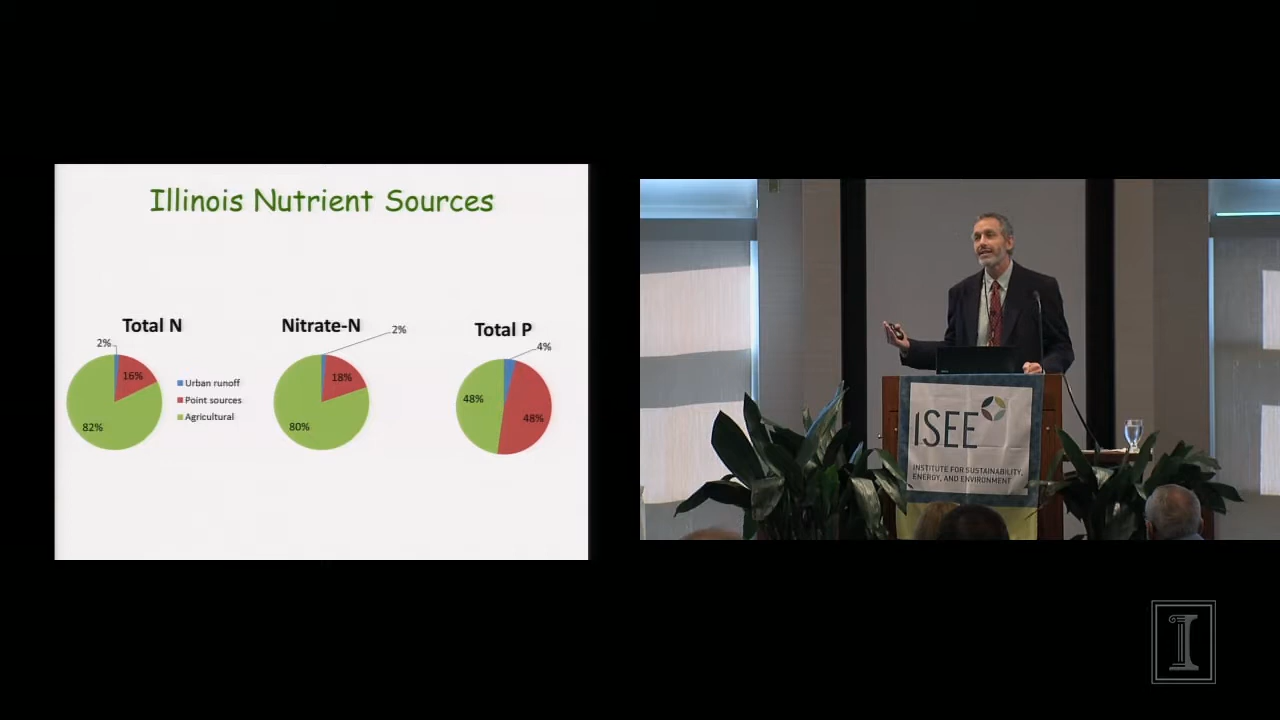 Illinois Nutrient Sources
Total N
Nitrate-N
Total P
2%
16%
82%
Urban runoff
Point sources
Agricultural
2%
18%
80%
4%
48%
48%
ISEE
INSTITUTE FOR SUSTAINABILITY,
ENERGY, AND ENVIRONMENT
I